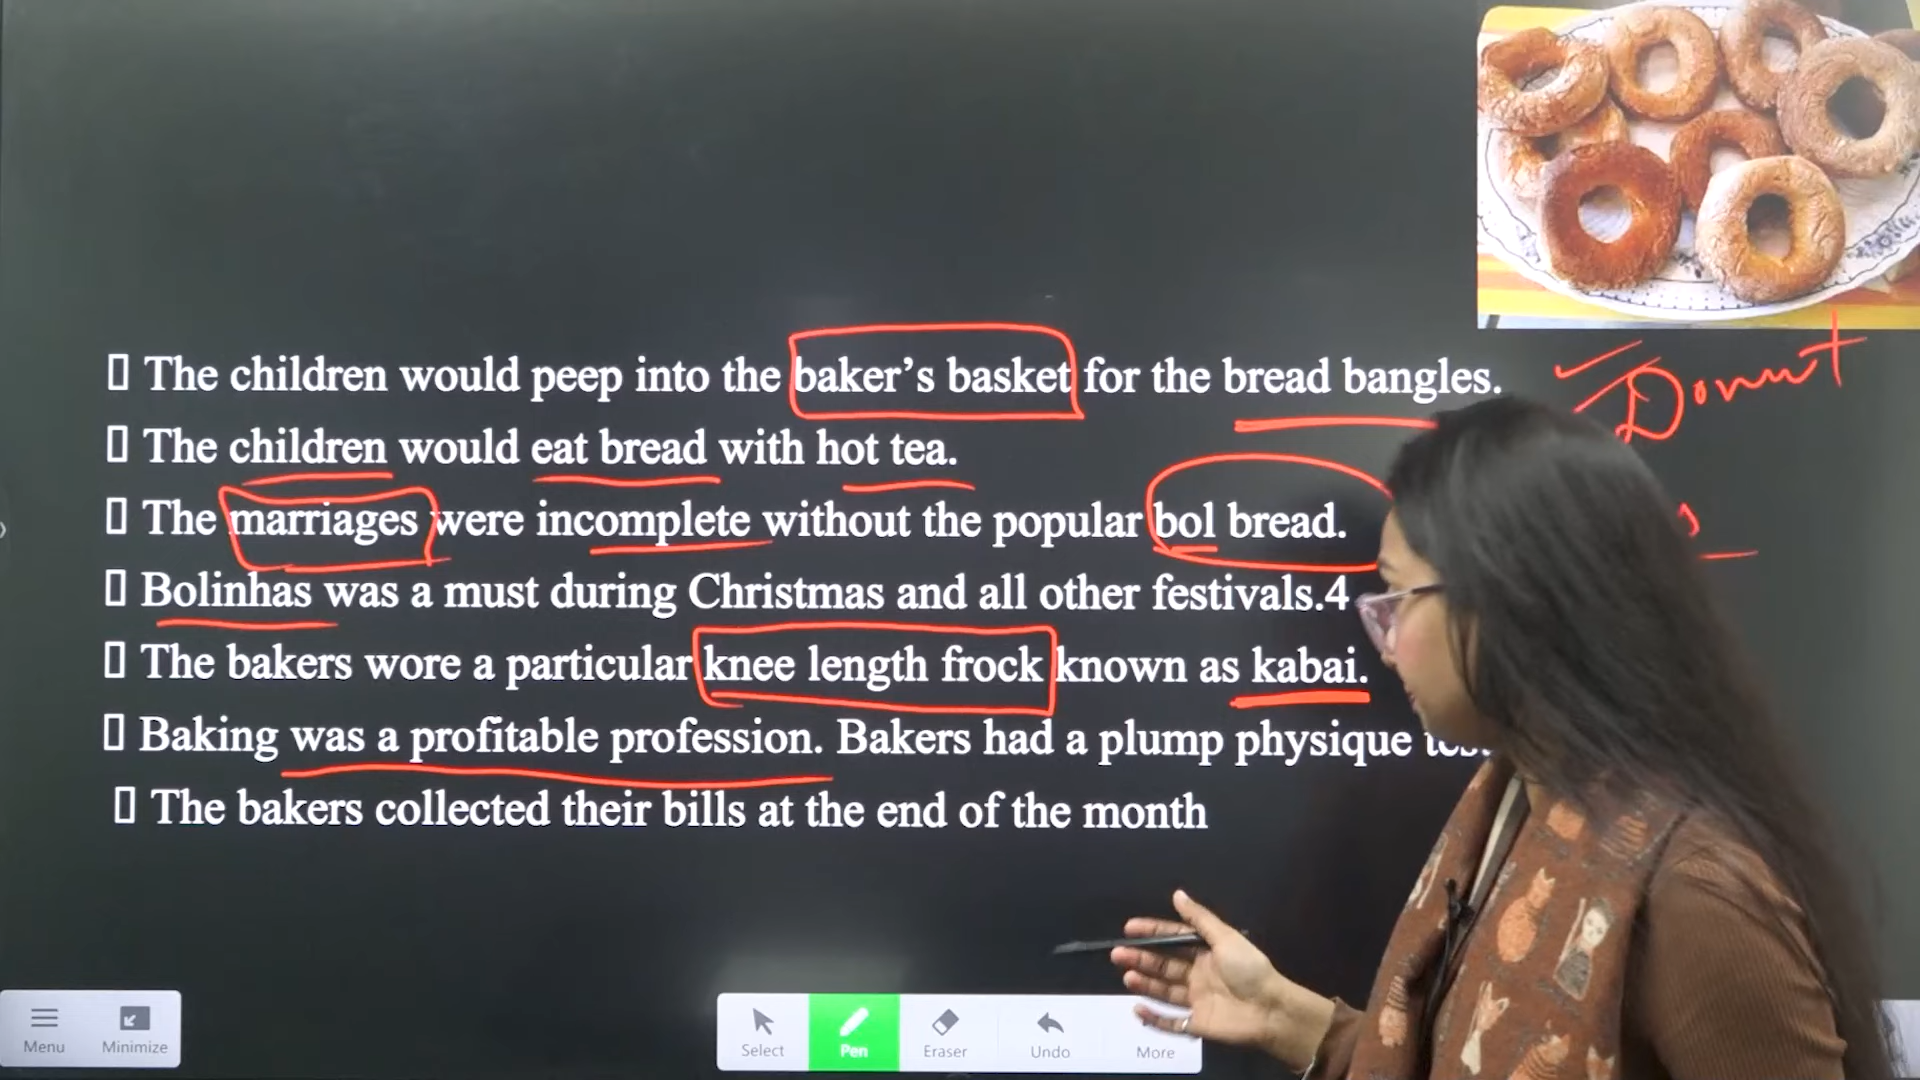 The children would peep into the baker's basket for the bread bangles.
Donut
The children would eat bread with hot tea.
The marriages were incomplete without the popular bol bread.
Bolinhas was a must during Christmas and all other festivals.4
The bakers wore a particular knee length frock known as kabai.
Baking was a profitable profession. Bakers had a plump physique
The bakers collected their bills at the end of the month
Menu
Minimize
Select
Pen
Eraser
Undo
More